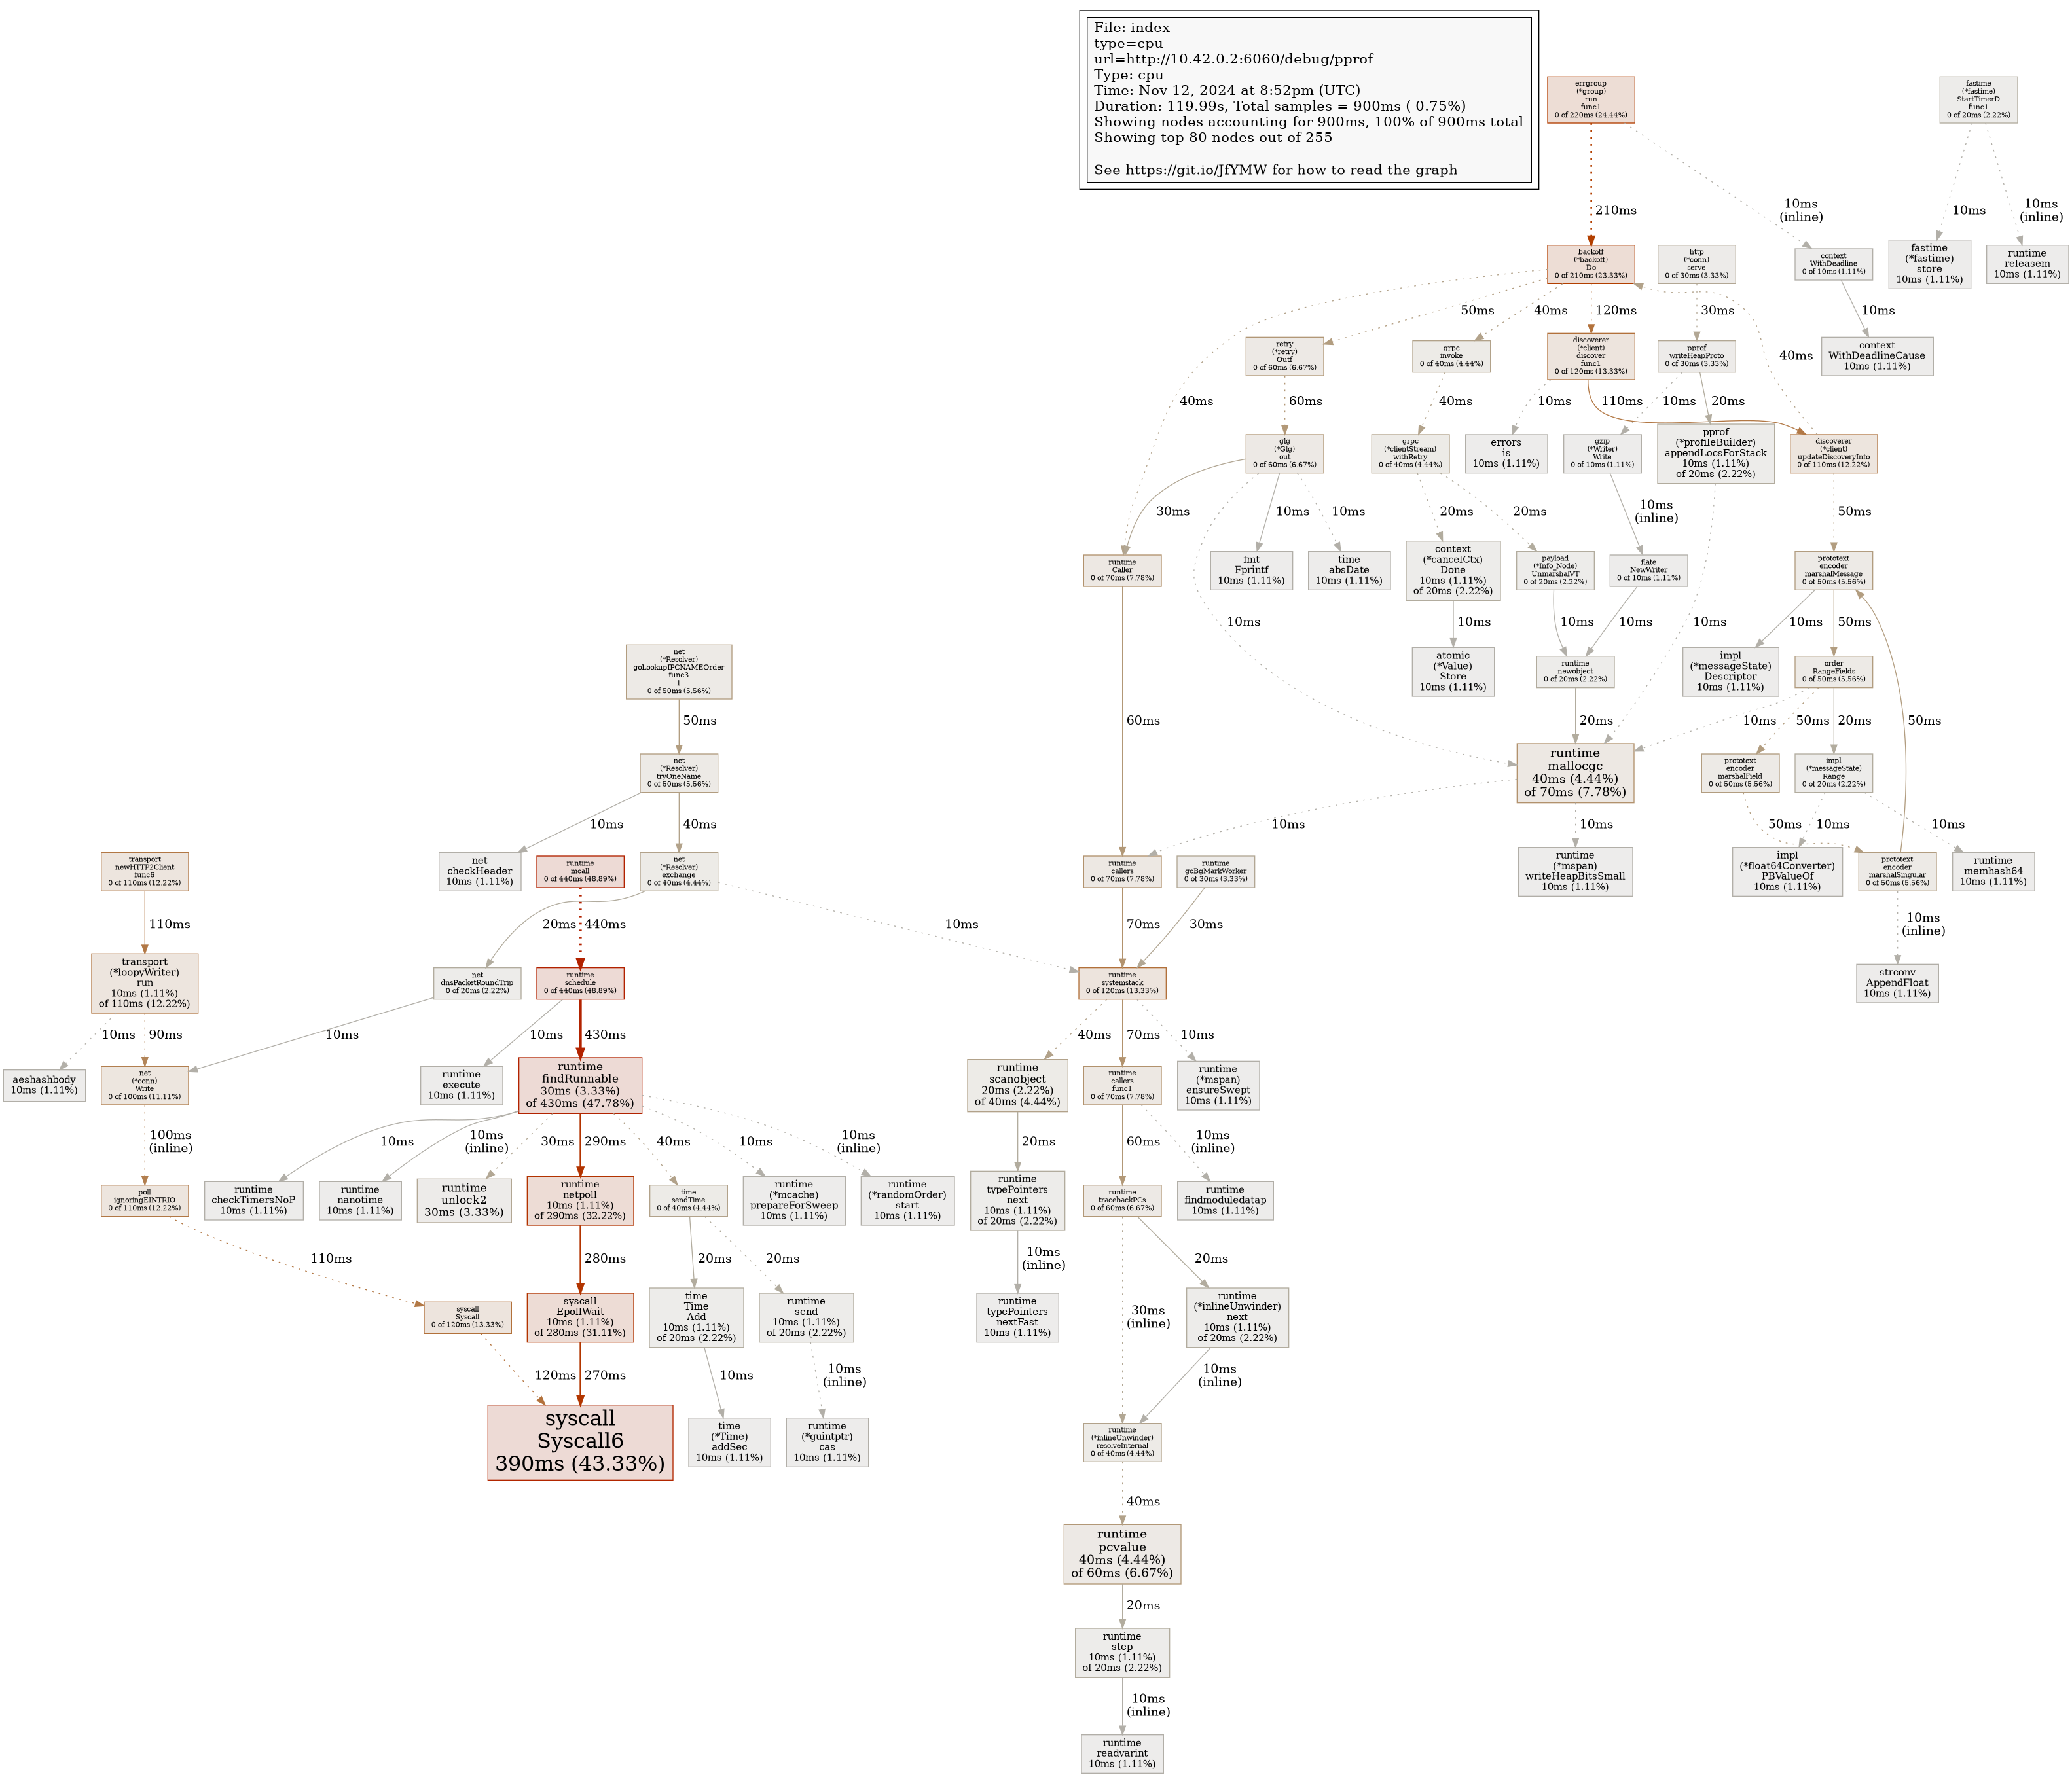 File: index
type=cpu
url=http://10.42.0.2:6060/debug/pprof
Type: cpu
Time: Nov 12, 2024 at 8:52pm (UTC)
Duration: 119.99s, Total samples = 900ms ( 0.75%)
Showing nodes accounting for 900ms, 100% of 900ms total
Showing top 80 nodes out of 255
See https://git.io/JfYMW for how to read the graph
errgroup
(*group)
run
func1
0 of 220ms (24.44%)
fastime
(*fastime)
StartTimerD
func1
0 of 20ms (2.22%)
210ms
10ms
(inline)
10ms
10ms
(inline)
backoff
(*backoff)
Do
0 of 210ms (23.33%)
http
(*conn)
serve
0 of 30ms (3.33%)
context
WithDeadline
0 of 10ms (1.11%)
fastime
(*fastime)
store
10ms (1.11%)
runtime
releasem
10ms (1.11%)
50ms
40ms
120ms
30ms
10ms
retry
(*retry)
Outf
0 of 60ms (6.67%)
grpc
invoke
0 of 40ms (4.44%)
discoverer
(*client)
discover
func1
0 of 120ms (13.33%)
pprof
writeHeapProto
0 of 30ms (3.33%)
40ms
context
WithDeadlineCause
10ms (1.11%)
40ms
60ms
40ms
10ms
110ms
10ms
20ms
glg
(*Glg)
out
0 of 60ms (6.67%)
grpc
(*clientStream)
withRetry
0 of 40ms (4.44%)
errors
is
10ms (1.11%)
gzip
(*Writer)
Write
0 of 10ms (1.11%)
pprof
(*profileBuilder)
appendLocsForStack
10ms (1.11%)
of 20ms (2.22%)
discoverer
(*client)
updateDiscoveryInfo
0 of 110ms (12.22%)
30ms
10ms
10ms
20ms
20ms
10ms
(inline)
50ms
runtime
Caller
0 of 70ms (7.78%)
fmt
Fprintf
10ms (1.11%)
time
absDate
10ms (1.11%)
context
(*cancelCtx)
Done
10ms (1.11%)
of 20ms (2.22%)
payload
(*Info_Node)
UnmarshalVT
0 of 20ms (2.22%)
flate
NewWriter
0 of 10ms (1.11%)
prototext
encoder
marshalMessage
0 of 50ms (5.56%)
10ms
10ms
10ms
10ms
10ms
10ms
50ms
net
(*Resolver)
goLookupIPCNAMEOrder
func3
1
0 of 50ms (5.56%)
atomic
(*Value)
Store
10ms (1.11%)
runtime
newobject
0 of 20ms (2.22%)
impl
(*messageState)
Descriptor
10ms (1.11%)
order
RangeFields
0 of 50ms (5.56%)
50ms
60ms
20ms
10ms
50ms
20ms
50ms
net
(*Resolver)
tryOneName
0 of 50ms (5.56%)
runtime
mallocgc
40ms (4.44%)
of 70ms (7.78%)
prototext
encoder
marshalField
0 of 50ms (5.56%)
impl
(*messageState)
Range
0 of 20ms (2.22%)
10ms
40ms
10ms
10ms
50ms
10ms
10ms
transport
newHTTP2Client
func6
0 of 110ms (12.22%)
net
checkHeader
10ms (1.11%)
runtime
mcall
0 of 440ms (48.89%)
net
(*Resolver)
exchange
0 of 40ms (4.44%)
runtime
callers
0 of 70ms (7.78%)
runtime
gcBgMarkWorker
0 of 30ms (3.33%)
runtime
(*mspan)
writeHeapBitsSmall
10ms (1.11%)
impl
(*float64Converter)
PBValueOf
10ms (1.11%)
prototext
encoder
marshalSingular
0 of 50ms (5.56%)
runtime
memhash64
10ms (1.11%)
110ms
20ms
440ms
10ms
70ms
30ms
10ms
(inline)
transport
(*loopyWriter)
run
10ms (1.11%)
of 110ms (12.22%)
net
dnsPacketRoundTrip
0 of 20ms (2.22%)
runtime
schedule
0 of 440ms (48.89%)
runtime
systemstack
0 of 120ms (13.33%)
strconv
AppendFloat
10ms (1.11%)
10ms
90ms
10ms
10ms
430ms
40ms
70ms
10ms
aeshashbody
10ms (1.11%)
net
(*conn)
Write
0 of 100ms (11.11%)
runtime
execute
10ms (1.11%)
runtime
findRunnable
30ms (3.33%)
of 430ms (47.78%)
runtime
scanobject
20ms (2.22%)
of 40ms (4.44%)
runtime
callers
func1
0 of 70ms (7.78%)
runtime
(*mspan)
ensureSwept
10ms (1.11%)
100ms
(inline)
10ms
10ms
(inline)
30ms
290ms
40ms
10ms
10ms
(inline)
20ms
60ms
10ms
(inline)
poll
ignoringEINTRIO
0 of 110ms (12.22%)
runtime
checkTimersNoP
10ms (1.11%)
runtime
nanotime
10ms (1.11%)
runtime
unlock2
30ms (3.33%)
runtime
netpoll
10ms (1.11%)
of 290ms (32.22%)
time
sendTime
0 of 40ms (4.44%)
runtime
(*mcache)
prepareForSweep
10ms (1.11%)
runtime
(*randomOrder)
start
10ms (1.11%)
runtime
typePointers
next
10ms (1.11%)
of 20ms (2.22%)
runtime
tracebackPCs
0 of 60ms (6.67%)
runtime
findmoduledatap
10ms (1.11%)
110ms
280ms
20ms
20ms
10ms
(inline)
20ms
syscall
Syscall
0 of 120ms (13.33%)
syscall
EpollWait
10ms (1.11%)
of 280ms (31.11%)
time
Time
Add
10ms (1.11%)
of 20ms (2.22%)
runtime
send
10ms (1.11%)
of 20ms (2.22%)
runtime
typePointers
nextFast
10ms (1.11%)
30ms
(inline)
runtime
(*inlineUnwinder)
next
10ms (1.11%)
of 20ms (2.22%)
120ms
270ms
10ms
10ms
(inline)
10ms
(inline)
syscall
Syscall6
390ms (43.33%)
time
(*Time)
addSec
10ms (1.11%)
runtime
(*guintptr)
cas
10ms (1.11%)
runtime
(*inlineUnwinder)
resolveInternal
0 of 40ms (4.44%)
40ms
runtime
pcvalue
40ms (4.44%)
of 60ms (6.67%)
20ms
runtime
step
10ms (1.11%)
of 20ms (2.22%)
10ms
(inline)
runtime
readvarint
10ms (1.11%)